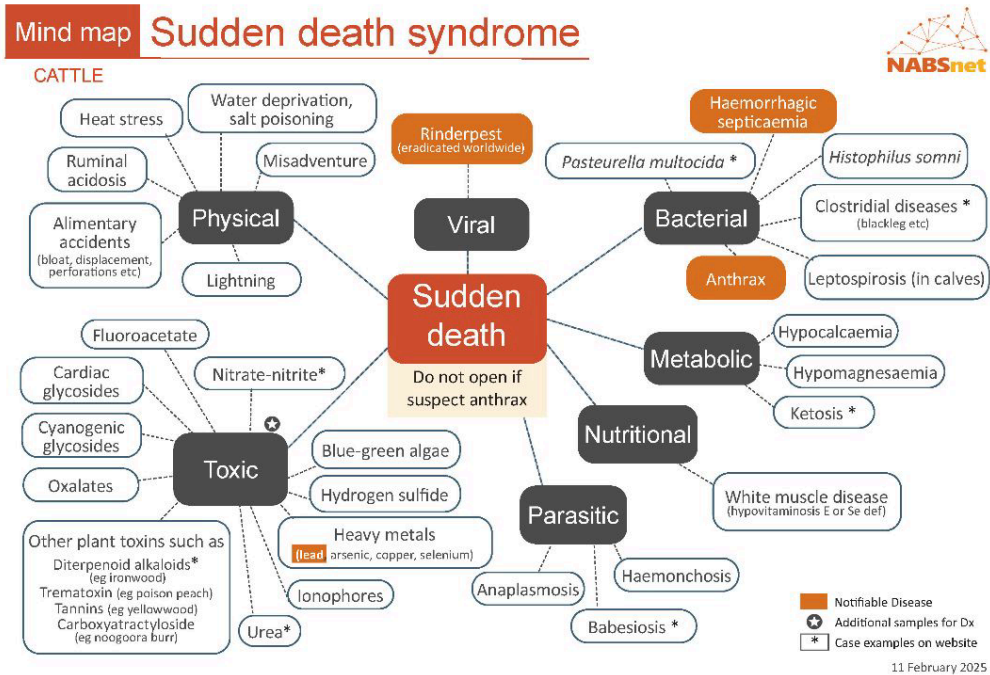 Mind map
Sudden death syndrome
NABSnet
CATTLE
Heat stress
Water deprivation,
salt poisoning
Ruminal
acidosis
Misadventure
Physical
Alimentary
accidents
(bloat, displacement,
perforations etc)
Lightning
Rinderpest
(eradicated worldwide)
Viral
Haemorrhagic
septicaemia
Pasteurella multocida *
Histophilus somni
Bacterial
Clostridial diseases *
(blackleg etc)
Anthrax
Leptospirosis (in calves)
Sudden
death
Do not open if
suspect anthrax
Hypocalcaemia
Metabolic
Hypomagnesaemia
Ketosis *
Nutritional
White muscle disease
(hypovitaminosis E or Se def)
Parasitic
Anaplasmosis
Haemonchosis
Babesiosis *
Fluoroacetate
Cardiac
glycosides
Nitrate-nitrite*
Cyanogenic
glycosides
Toxic
Blue-green algae
Oxalates
Hydrogen sulfide
Heavy metals
(lead arsenic, copper, selenium)
Other plant toxins such as
Diterpenoid alkaloids*
(eg ironwood)
Trematoxin (eg poison peach)
Tannins (eg yellowwood)
Carboxyatractyloside
(eg noogoora burr)
Ionophores
Urea*
Notifiable Disease
Additional samples for Dx
* Case examples on website
11 February 2025